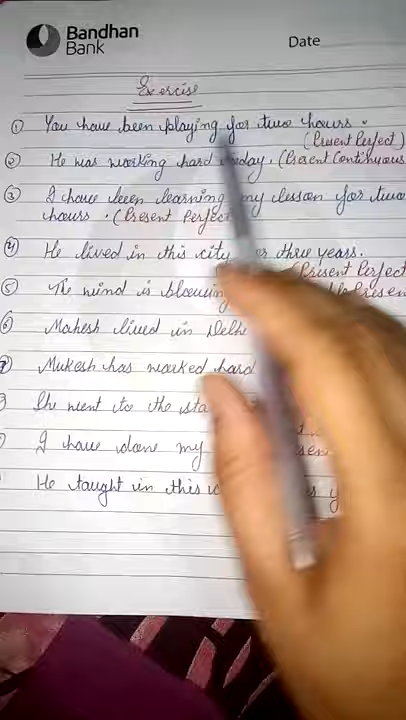 Bandhan
Bank
Date
Exercise
① You have been playing for two hours.
(Present Perfect)
② He was working hard today. (Present Continuous
③ I have been learning my lesson for two
hours. (Present Perfect
④ He lived in this city for three years.
(Present Perfect
⑤ The wind is blowing
Presen
⑥ Mahesh lived in Delhi
⑦ Mukesh has worked hard
She went to the sta
I have done my
sen
He taught in this
s y